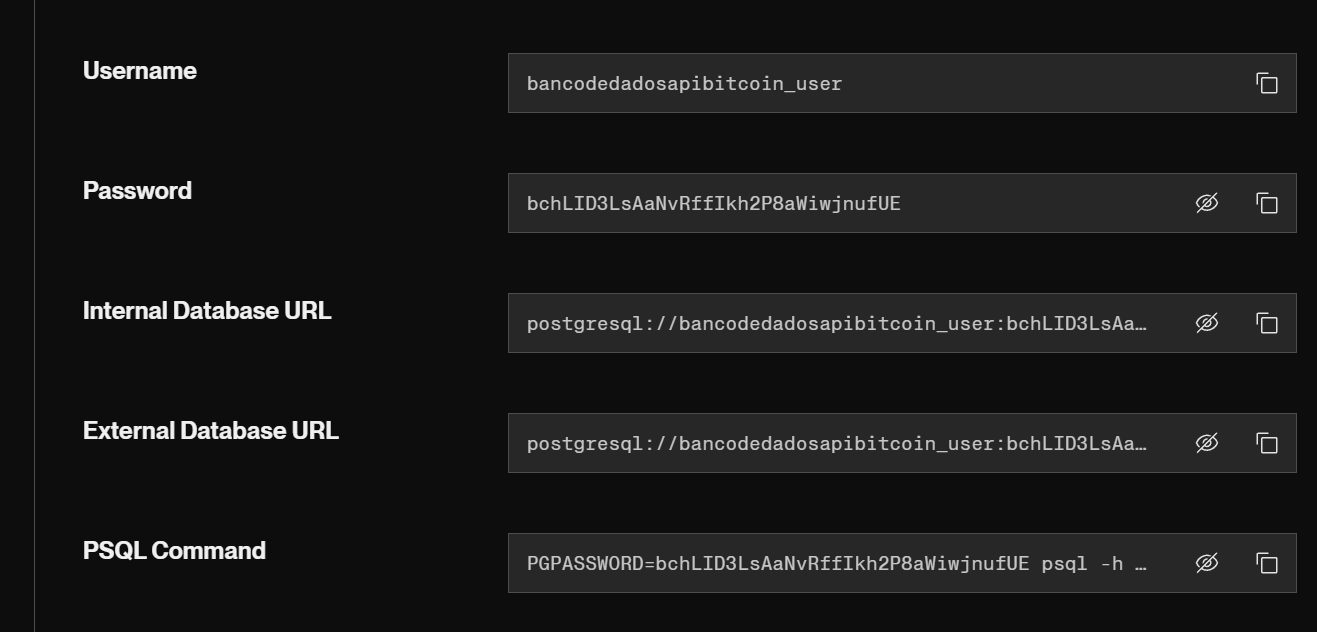 Username
bancodedadosapibitcoin_user
Password
bchLID3LsAaNvRffIkh2P8aWiwjnufUE
Internal Database URL
postgresql://bancodedadosapibitcoin_user:bchLID3LsAa…
External Database URL
postgresql://bancodedadosapibitcoin_user:bchLID3LsAa…
PSQL Command
PGPASSWORD=bchLID3LsAaNvRffIkh2P8aWiwjnufUE psql -h …